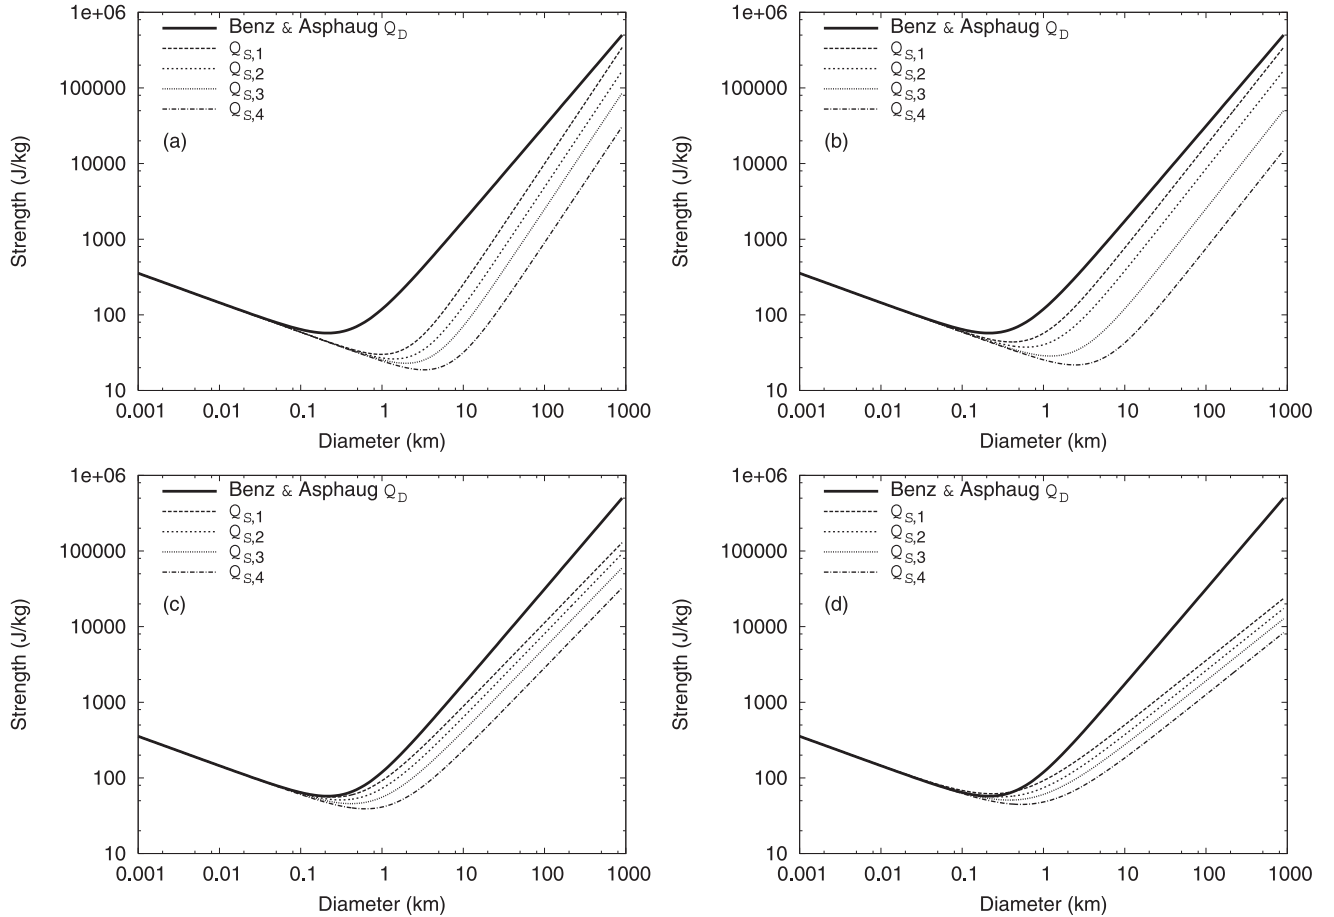 1e+06
100000
10000
1000
100
10
Strength (J/kg)
Benz & Asphaug Q_D
Q_S,1
Q_S,2
Q_S,3
Q_S,4
(a)
0.001 0.01 0.1 1 10 100 1000
Diameter (km)
1e+06
100000
10000
1000
100
10
Strength (J/kg)
Benz & Asphaug Q_D
Q_S,1
Q_S,2
Q_S,3
Q_S,4
(b)
0.001 0.01 0.1 1 10 100 1000
Diameter (km)
1e+06
100000
10000
1000
100
10
Strength (J/kg)
Benz & Asphaug Q_D
Q_S,1
Q_S,2
Q_S,3
Q_S,4
(c)
0.001 0.01 0.1 1 10 100 1000
Diameter (km)
1e+06
100000
10000
1000
100
10
Strength (J/kg)
Benz & Asphaug Q_D
Q_S,1
Q_S,2
Q_S,3
Q_S,4
(d)
0.001 0.01 0.1 1 10 100 1000
Diameter (km)